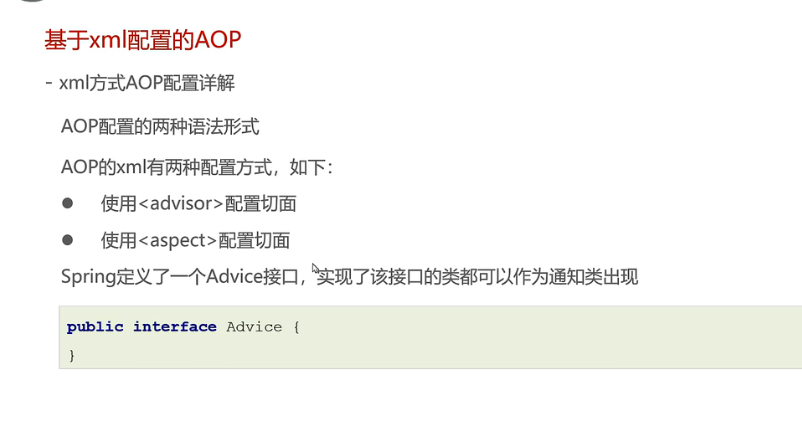 基于xml配置的AOP
- xml方式AOP配置详解
AOP配置的两种语法形式
AOP的xml有两种配置方式，如下：
● 使用<advisor>配置切面
● 使用<aspect>配置切面
Spring定义了一个Advice接口，实现了该接口的类都可以作为通知类出现
public interface Advice {
}